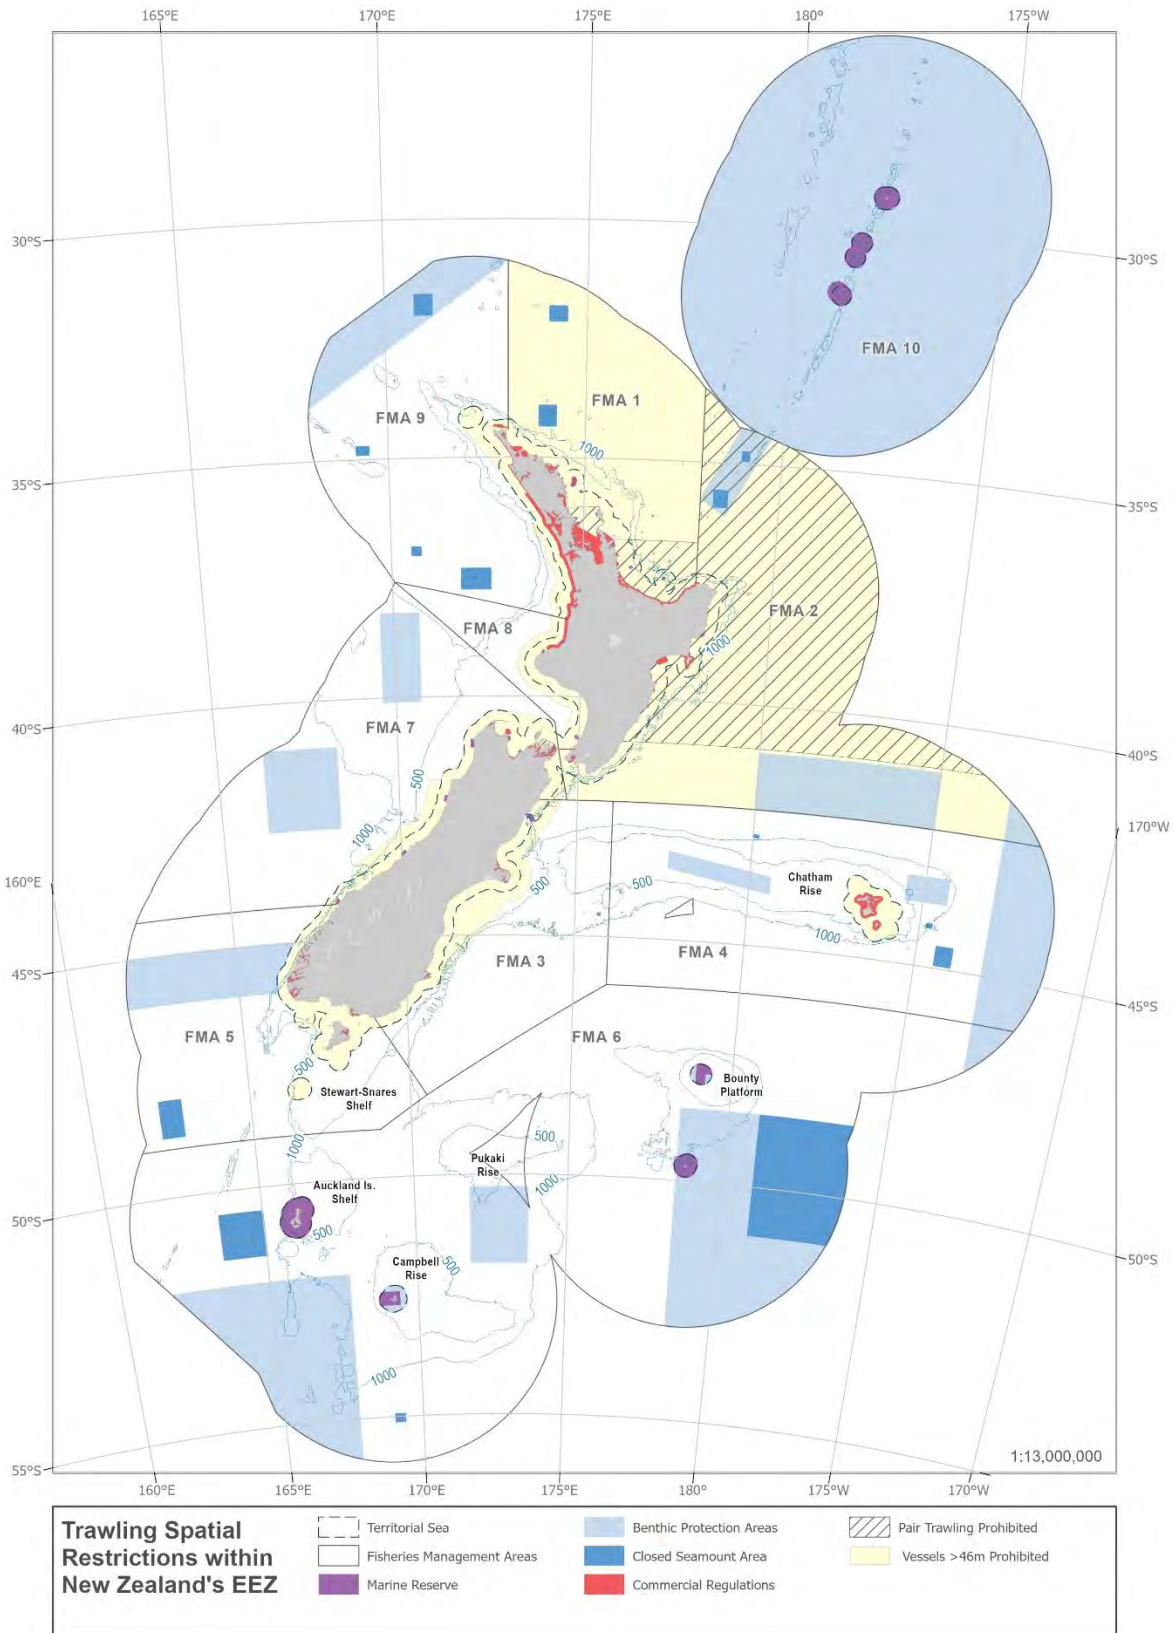 165°E 170°E 175°E 180° 175°W
30°S
30°S
FMA 10
FMA 1
FMA 9
1000
35°S
35°S
FMA 2
FMA 8
1000
FMA 7
40°S
40°S
500
1000
170°W
160°E
Chatham
Rise
500
500
1000
FMA 3
FMA 4
45°S
45°S
FMA 5
FMA 6
500
Stewart-Snares
Shelf
Bounty
Platform
1000
500
Pukaki
Rise
1000
Auckland Is.
Shelf
50°S
500
50°S
Campbell
Rise
500
1000
1:13,000,000
55°S
160°E 165°E 170°E 175°E 180° 175°W 170°W
Trawling Spatial
Restrictions within
New Zealand's EEZ
Territorial Sea
Fisheries Management Areas
Marine Reserve
Benthic Protection Areas
Closed Seamount Area
Commercial Regulations
Pair Trawling Prohibited
Vessels >46m Prohibited